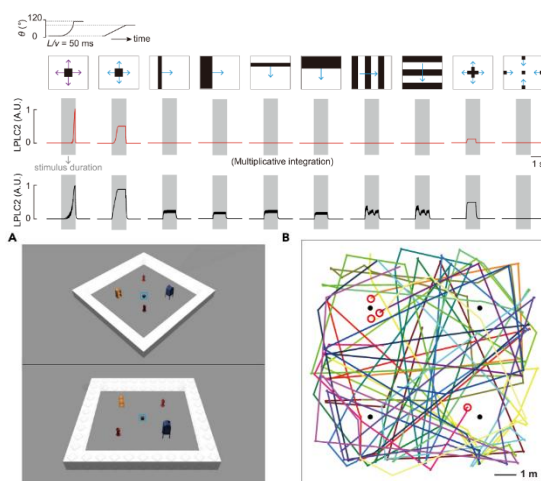 120
θ (°)
0
L/v = 50 ms
time
1
LPLC2 (A.U.)
0
stimulus duration
(Multiplicative integration)
1 s
1
LPLC2 (A.U.)
0
A
B
1 m